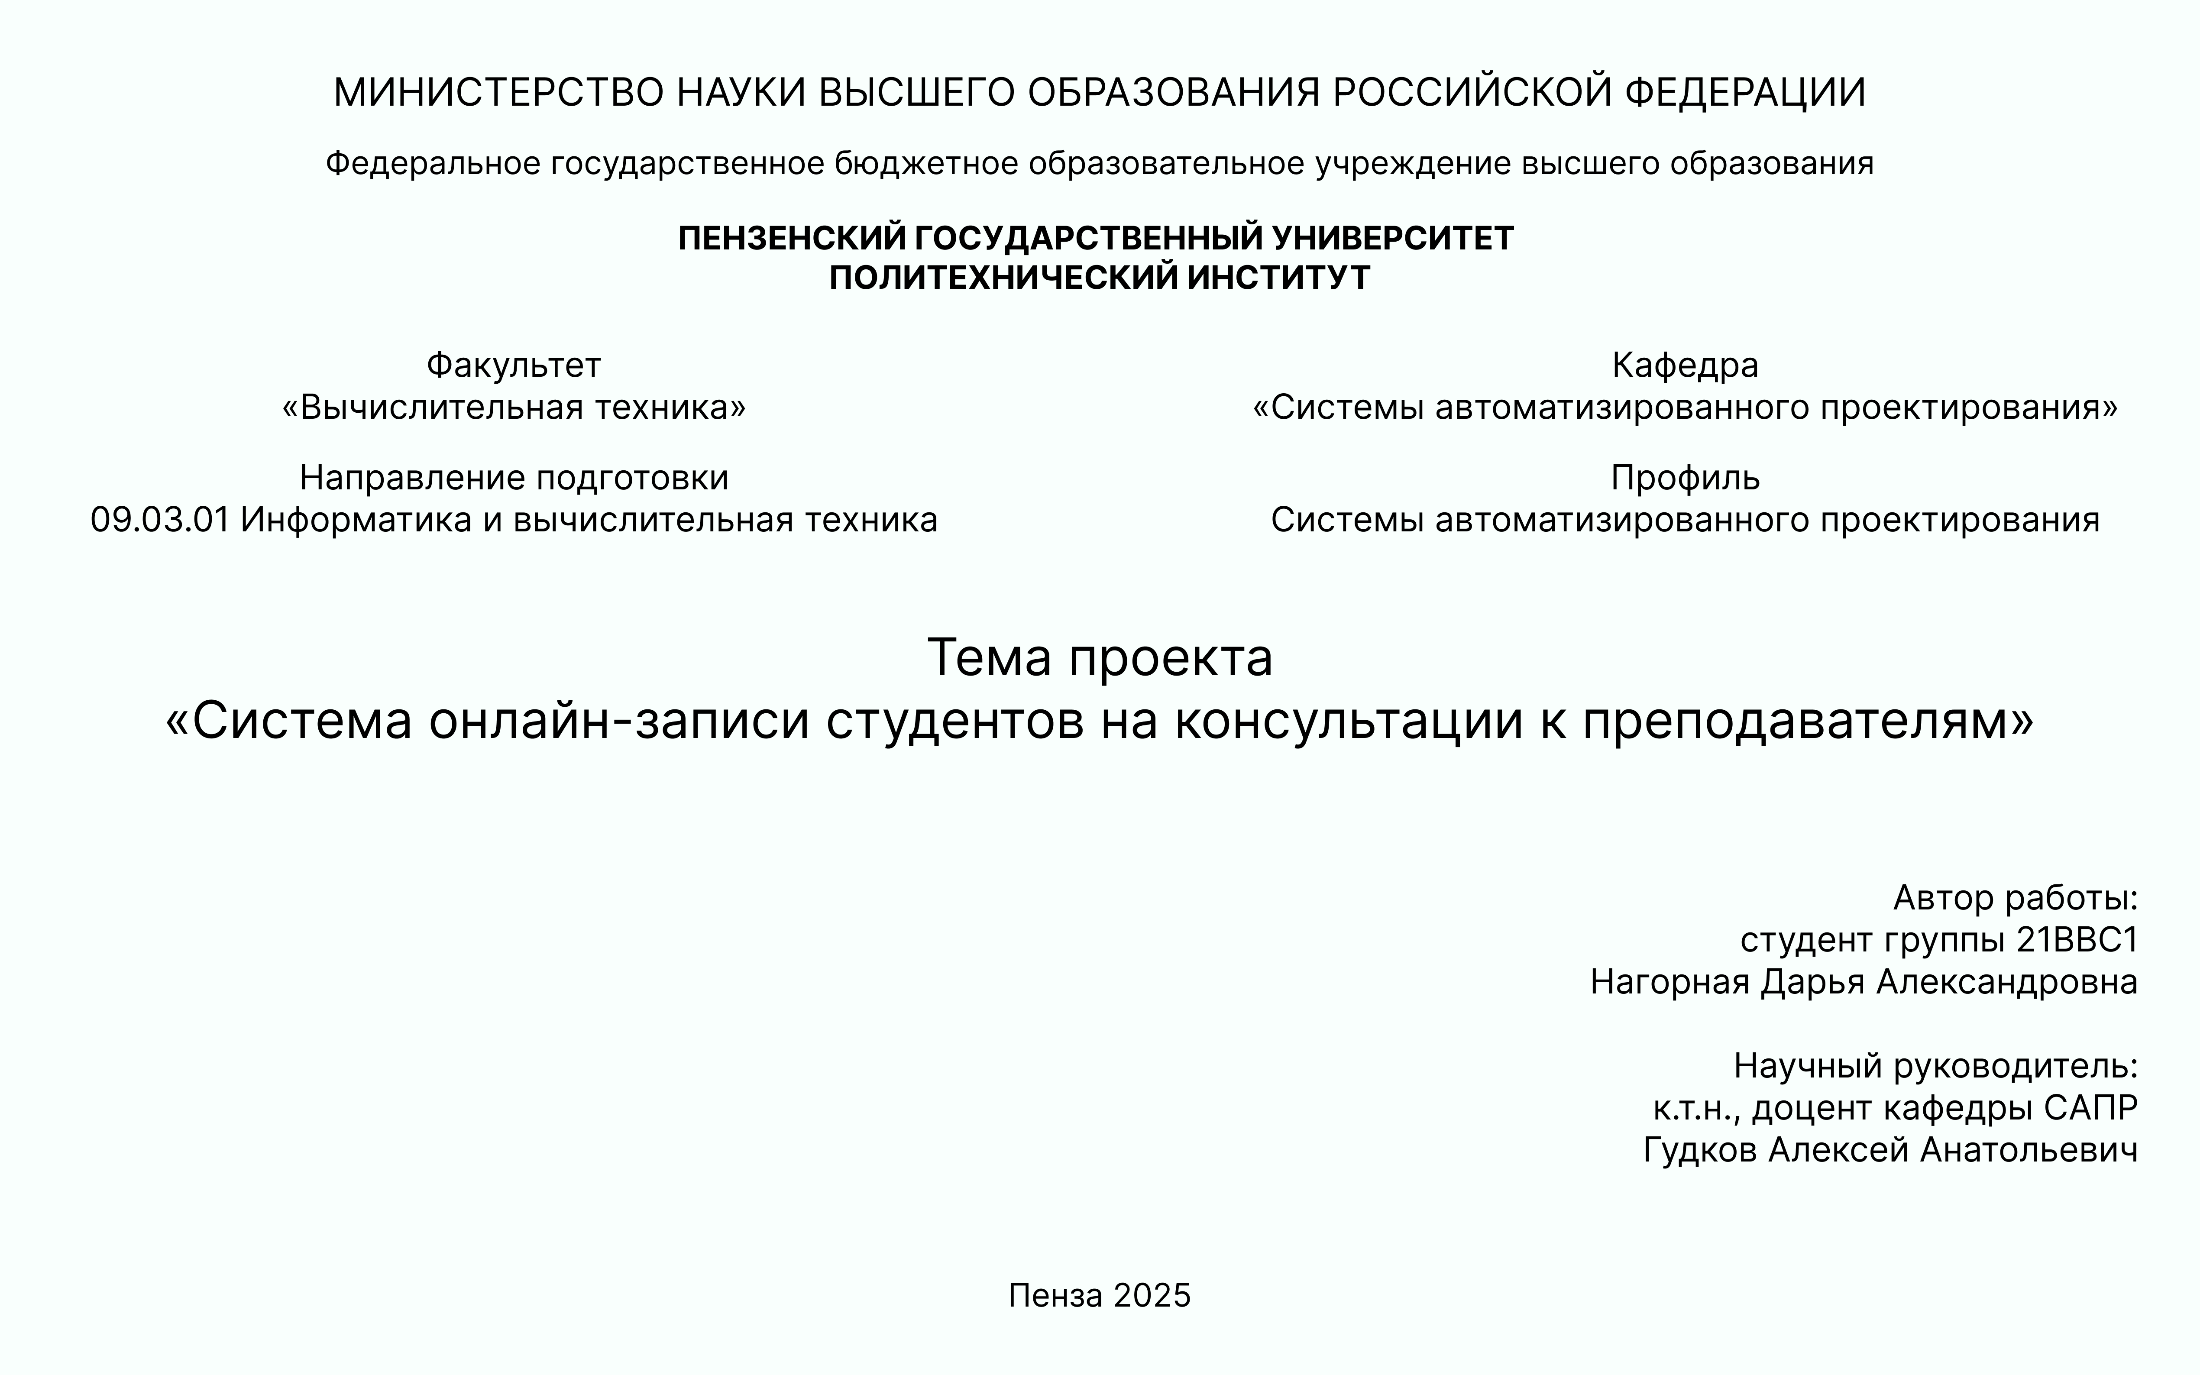 МИНИСТЕРСТВО НАУКИ ВЫСШЕГО ОБРАЗОВАНИЯ РОССИЙСКОЙ ФЕДЕРАЦИИ
Федеральное государственное бюджетное образовательное учреждение высшего образования
ПЕНЗЕНСКИЙ ГОСУДАРСТВЕННЫЙ УНИВЕРСИТЕТ
ПОЛИТЕХНИЧЕСКИЙ ИНСТИТУТ
Факультет
«Вычислительная техника»
Направление подготовки
09.03.01 Информатика и вычислительная техника
Кафедра
«Системы автоматизированного проектирования»
Профиль
Системы автоматизированного проектирования
Тема проекта
«Система онлайн-записи студентов на консультации к преподавателям»
Автор работы:
студент группы 21ВВС1
Нагорная Дарья Александровна
Научный руководитель:
к.т.н., доцент кафедры САПР
Гудков Алексей Анатольевич
Пенза 2025